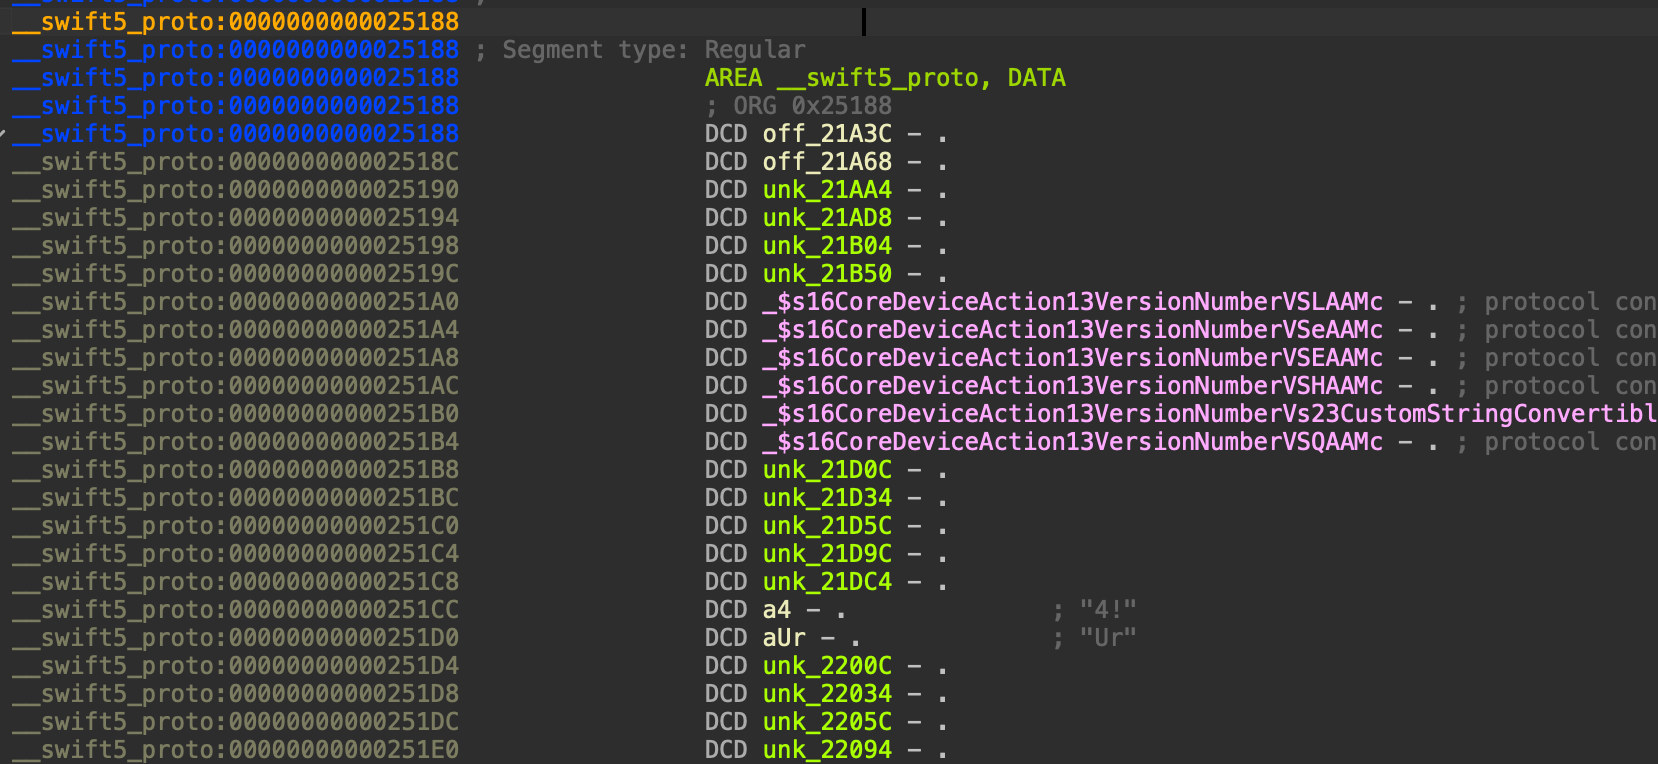 __swift5_proto:0000000000025188
__swift5_proto:0000000000025188 ; Segment type: Regular
__swift5_proto:0000000000025188 AREA __swift5_proto, DATA
__swift5_proto:0000000000025188 ; ORG 0x25188
__swift5_proto:0000000000025188 DCD off_21A3C - .
__swift5_proto:000000000002518C DCD off_21A68 - .
__swift5_proto:0000000000025190 DCD unk_21AA4 - .
__swift5_proto:0000000000025194 DCD unk_21AD8 - .
__swift5_proto:0000000000025198 DCD unk_21B04 - .
__swift5_proto:000000000002519C DCD unk_21B50 - .
__swift5_proto:00000000000251A0 DCD _$s16CoreDeviceAction13VersionNumberVSLAAMc - . ; protocol con
__swift5_proto:00000000000251A4 DCD _$s16CoreDeviceAction13VersionNumberVSeAAMc - . ; protocol con
__swift5_proto:00000000000251A8 DCD _$s16CoreDeviceAction13VersionNumberVSEAAMc - . ; protocol con
__swift5_proto:00000000000251AC DCD _$s16CoreDeviceAction13VersionNumberVSHAAMc - . ; protocol con
__swift5_proto:00000000000251B0 DCD _$s16CoreDeviceAction13VersionNumberVs23CustomStringConvertibl
__swift5_proto:00000000000251B4 DCD _$s16CoreDeviceAction13VersionNumberVSQAAMc - . ; protocol con
__swift5_proto:00000000000251B8 DCD unk_21D0C - .
__swift5_proto:00000000000251BC DCD unk_21D34 - .
__swift5_proto:00000000000251C0 DCD unk_21D5C - .
__swift5_proto:00000000000251C4 DCD unk_21D9C - .
__swift5_proto:00000000000251C8 DCD unk_21DC4 - .
__swift5_proto:00000000000251CC DCD a4 - . ; "4!"
__swift5_proto:00000000000251D0 DCD aUr - . ; "Ur"
__swift5_proto:00000000000251D4 DCD unk_2200C - .
__swift5_proto:00000000000251D8 DCD unk_22034 - .
__swift5_proto:00000000000251DC DCD unk_2205C - .
__swift5_proto:00000000000251E0 DCD unk_22094 - .